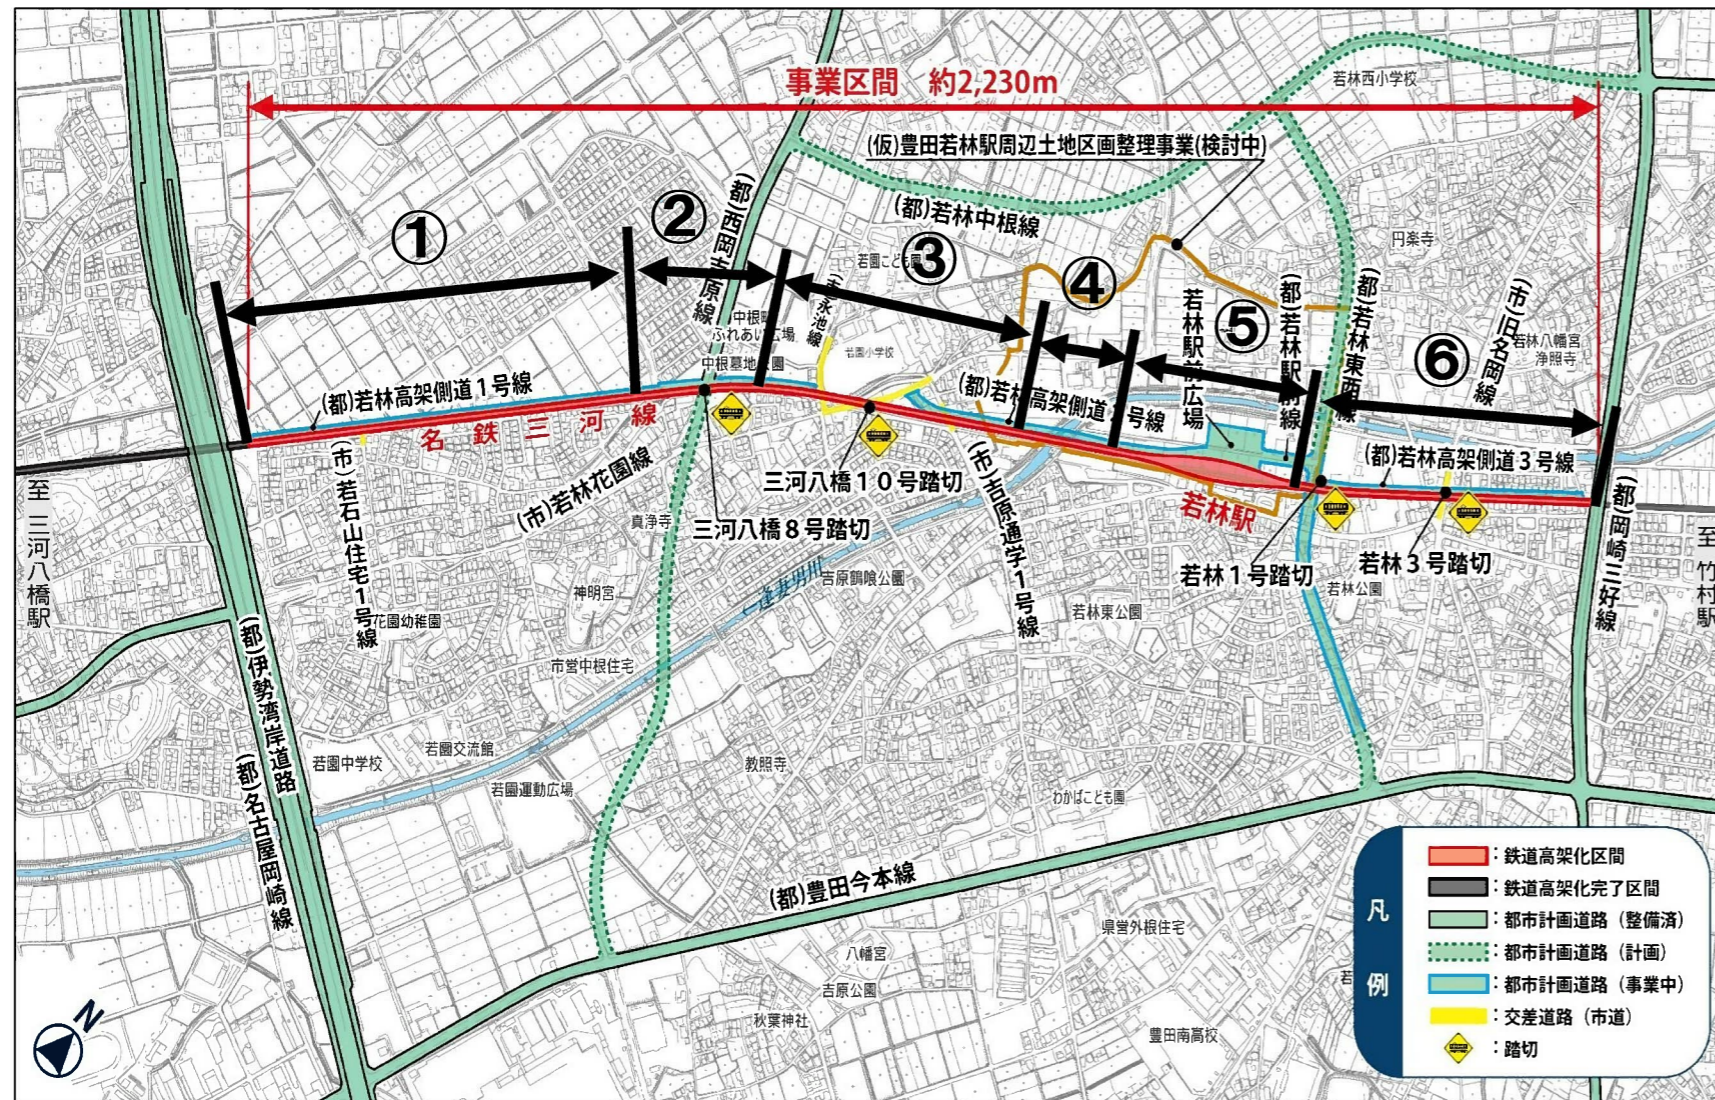 事業区間 約2,230m
若林西小学校
(仮)豊田若林駅周辺土地区画整理事業(検討中)
(都)若林中根線
(都)西岡吉原線
①
②
③
④
⑤
⑥
円楽寺
若園こども園
(市)永池線
中根町
ふれあい広場
中根墓地公園
若園小学校
若林駅前広場
(都)若林駅前線
(都)若林東西線
(市)旧名岡線
若林八幡宮
浄照寺
(都)若林高架側道1号線
(都)若林高架側道2号線
(都)若林高架側道3号線
名鉄三河線
(市)若石山住宅1号線
(市)若林花園線
三河八橋10号踏切
三河八橋8号踏切
(市)吉原通学1号線
若林駅
若林1号踏切
若林3号踏切
(都)岡崎三好線
至 三河八橋駅
至 竹村駅
真浄寺
神明宮
花園幼稚園
市営中根住宅
逢妻男川
吉原鶴喰公園
若林東公園
若林公園
(都)伊勢湾岸道路
(都)名古屋岡崎線
若園中学校
若園交流館
若園運動広場
教照寺
わかばこども園
(都)豊田今本線
県営外根住宅
八幡宮
吉原公園
秋葉神社
豊田南高校
若
N
凡例
：鉄道高架化区間
：鉄道高架化完了区間
：都市計画道路（整備済）
：都市計画道路（計画）
：都市計画道路（事業中）
：交差道路（市道）
：踏切